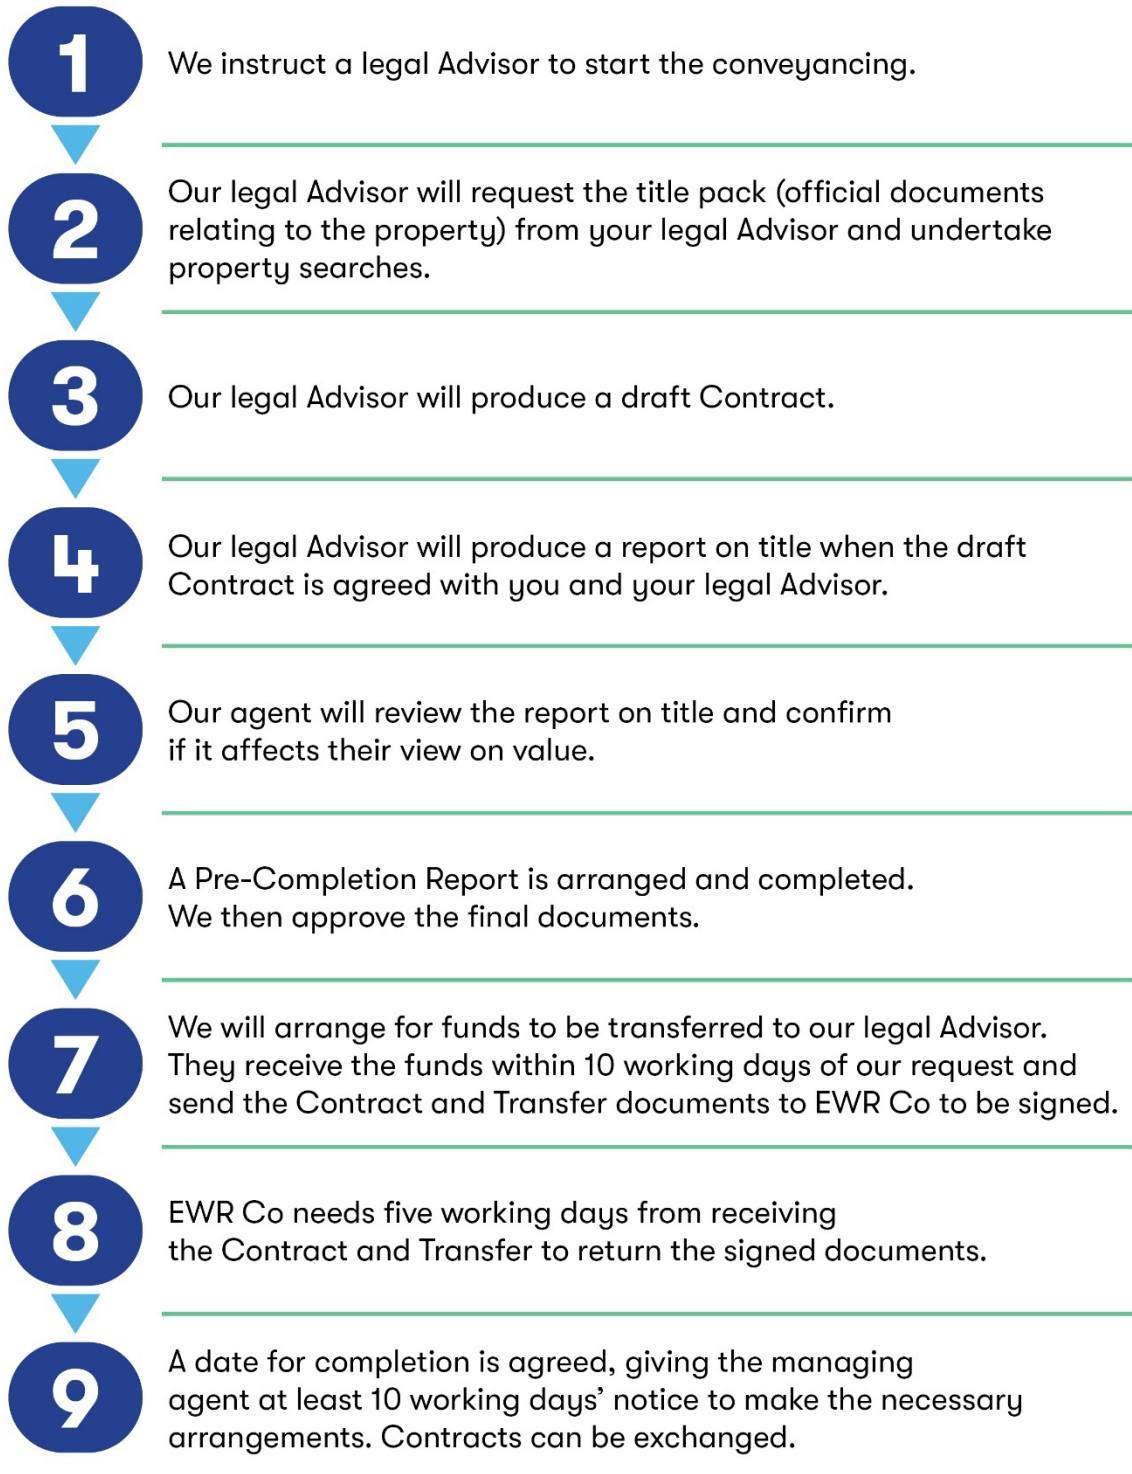 1
We instruct a legal Advisor to start the conveyancing.
2
Our legal Advisor will request the title pack (official documents
relating to the property) from your legal Advisor and undertake
property searches.
3
Our legal Advisor will produce a draft Contract.
4
Our legal Advisor will produce a report on title when the draft
Contract is agreed with you and your legal Advisor.
5
Our agent will review the report on title and confirm
if it affects their view on value.
6
A Pre-Completion Report is arranged and completed.
We then approve the final documents.
7
We will arrange for funds to be transferred to our legal Advisor.
They receive the funds within 10 working days of our request and
send the Contract and Transfer documents to EWR Co to be signed.
8
EWR Co needs five working days from receiving
the Contract and Transfer to return the signed documents.
9
A date for completion is agreed, giving the managing
agent at least 10 working days’ notice to make the necessary
arrangements. Contracts can be exchanged.